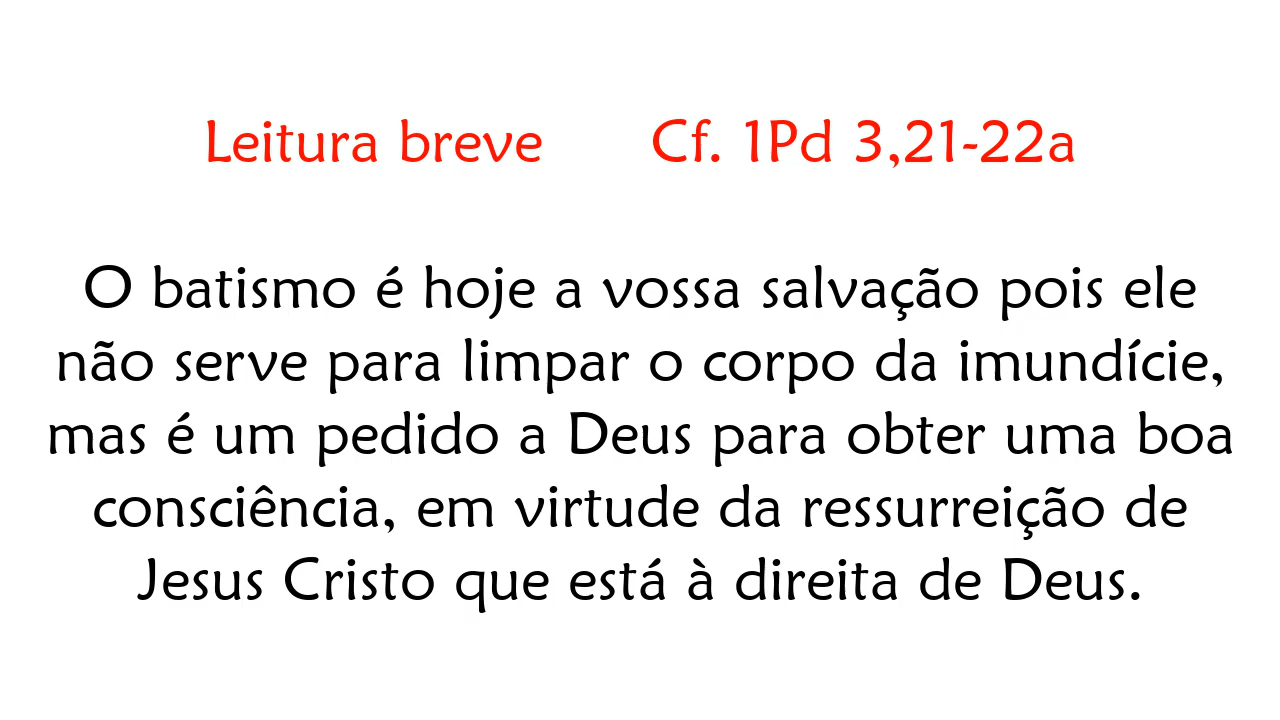 Leitura breve Cf. 1Pd 3,21-22a
O batismo é hoje a vossa salvação pois ele
não serve para limpar o corpo da imundície,
mas é um pedido a Deus para obter uma boa
consciência, em virtude da ressurreição de
Jesus Cristo que está à direita de Deus.